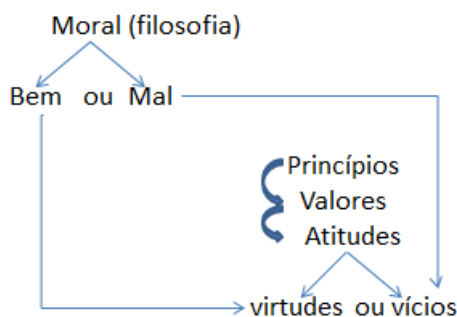 Moral (filosofia)
Bem ou Mal
Princípios
Valores
Atitudes
virtudes ou vícios